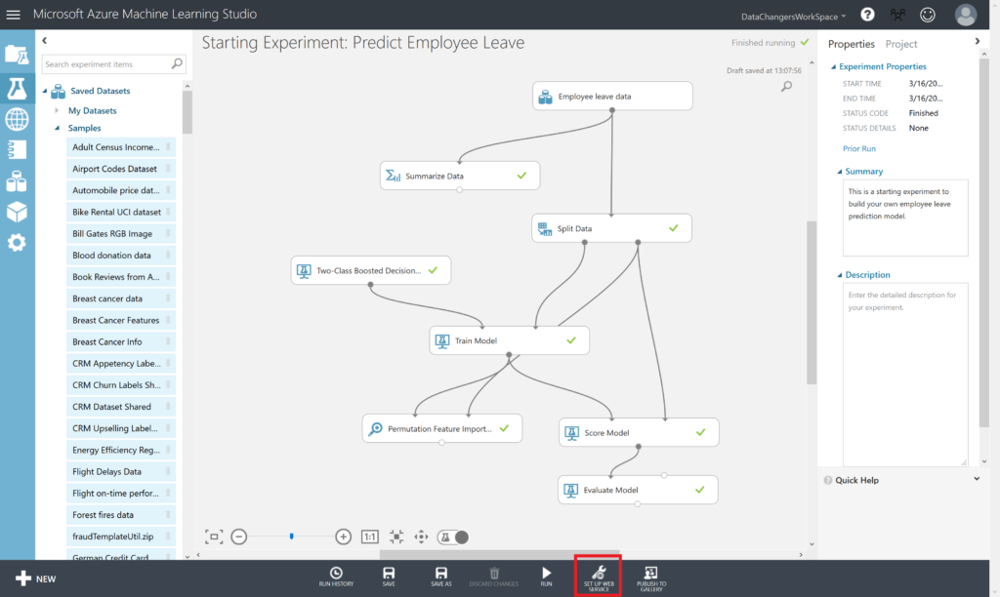 Microsoft Azure Machine Learning Studio
DataChangersWorkSpace
?
Search experiment items
Saved Datasets
My Datasets
Samples
Adult Census Income...
Airport Codes Dataset
Automobile price dat...
Bike Rental UCI dataset
Bill Gates RGB Image
Blood donation data
Book Reviews from A...
Breast cancer data
Breast Cancer Features
Breast Cancer Info
CRM Appetency Labe...
CRM Churn Labels Sh...
CRM Dataset Shared
CRM Upselling Label...
Energy Efficiency Reg...
Flight Delays Data
Flight on-time perfor...
Forest fires data
fraudTemplateUtil.zip
German Credit Card
Starting Experiment: Predict Employee Leave
Finished running
Draft saved at 13:07:56
Employee leave data
Summarize Data
Split Data
Two-Class Boosted Decision...
Train Model
Permutation Feature Import...
Score Model
Evaluate Model
1:1
Properties Project
Experiment Properties
START TIME 3/16/20...
END TIME 3/16/20...
STATUS CODE Finished
STATUS DETAILS None
Prior Run
Summary
This is a starting experiment to
build your own employee leave
prediction model.
Description
Enter the detailed description for
your experiment.
? Quick Help
NEW
RUN HISTORY
SAVE
SAVE AS
DISCARD CHANGES
RUN
SET UP WEB
SERVICE
PUBLISH TO
GALLERY